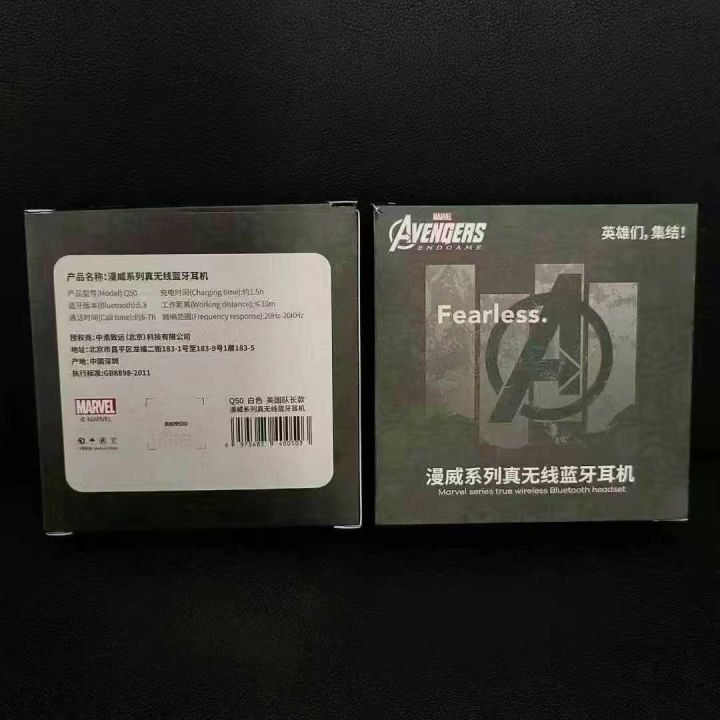 产品名称:漫威系列真无线蓝牙耳机
产品型号(Model):Q50 充电时间(Charging time):约1.5h
蓝牙版本(Bluetooth):5.3 工作距离(Working distance):≤10m
通话时间(Call time):约6-7h 频响范围(Frequency response):20Hz-20KHz
授权商:中浩致远(北京)科技有限公司
地址:北京市昌平区龙福二街183-1号至183-9号1层183-5
产地:中国深圳
执行标准:GB8898-2011
MARVEL
© MARVEL
Q50 白色 美国队长款
漫威系列真无线蓝牙耳机
6 975685 400503
MARVEL
AVENGERS
ENDGAME
英雄们,集结!
Fearless.
漫威系列真无线蓝牙耳机
Marvel series true wireless Bluetooth headset